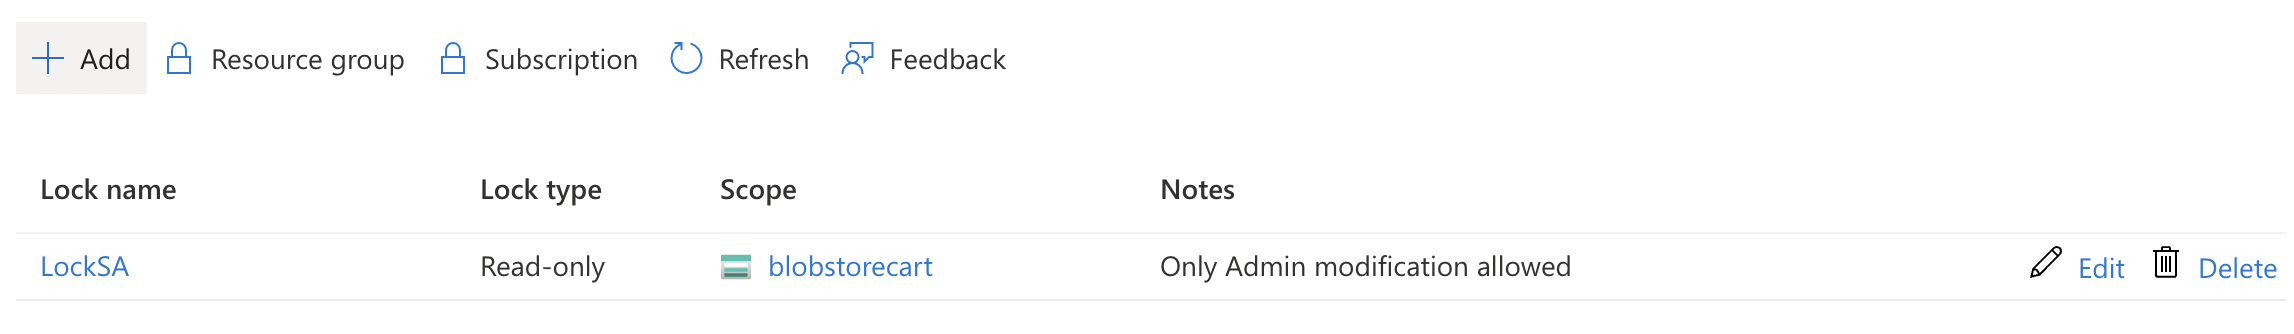 Add Resource group Subscription Refresh Feedback
Lock name Lock type Scope Notes
LockSA Read-only blobstorecart Only Admin modification allowed Edit Delete